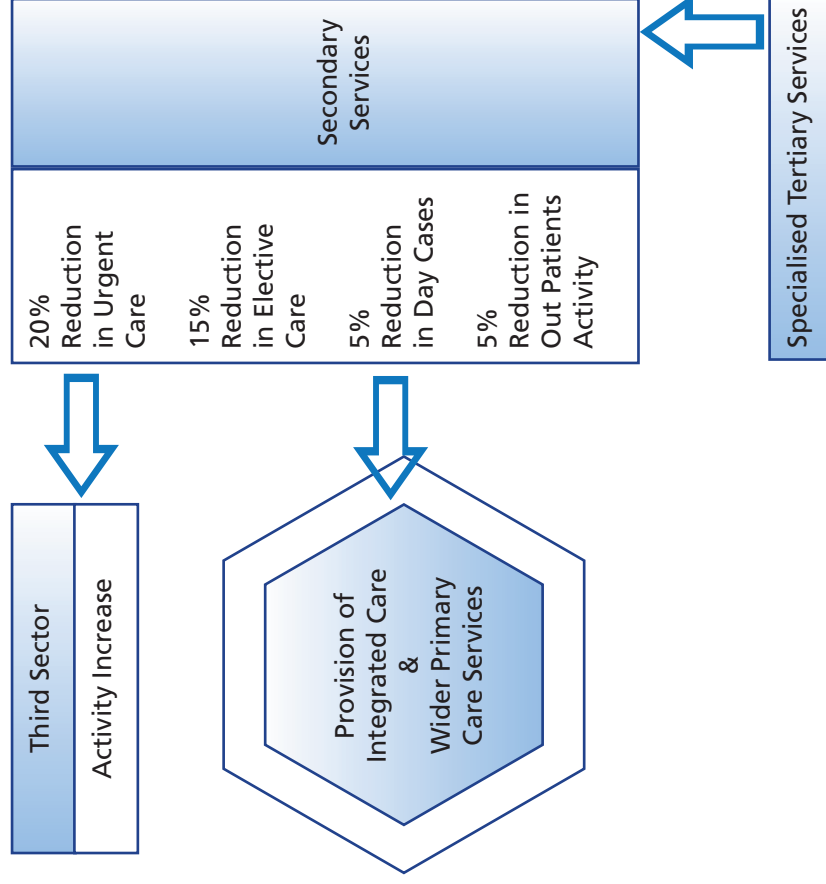 Third Sector
Activity Increase
Provision of
Integrated Care
&
Wider Primary
Care Services
20%
Reduction
in Urgent
Care
15%
Reduction
in Elective
Care
5%
Reduction
in Day Cases
5%
Reduction in
Out Patients
Activity
Secondary
Services
Specialised Tertiary Services